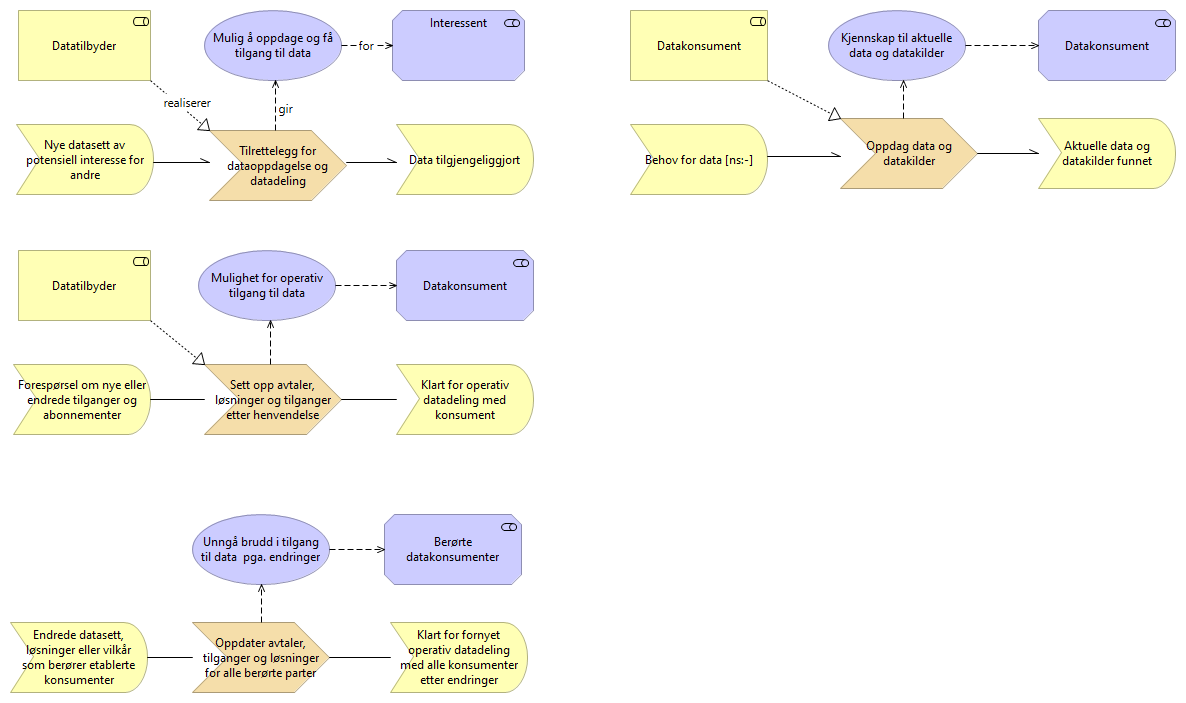 Datatilbyder
Mulig å oppdage og få
tilgang til data
for
Interessent
realiserer
gir
Nye datasett av
potensiell interesse for
andre
Tilrettelegg for
dataoppdagelse og
datadeling
Data tilgjengeliggjort
Datakonsument
Kjennskap til aktuelle
data og datakilder
Datakonsument
Behov for data [ns:-]
Oppdag data og
datakilder
Aktuelle data og
datakilder funnet
Datatilbyder
Mulighet for operativ
tilgang til data
Datakonsument
Forespørsel om nye eller
endrede tilganger og
abonnementer
Sett opp avtaler,
løsninger og tilganger
etter henvendelse
Klart for operativ
datadeling med
konsument
Unngå brudd i tilgang
til data  pga. endringer
Berørte
datakonsumenter
Endrede datasett,
løsninger eller vilkår
som berører etablerte
konsumenter
Oppdater avtaler,
tilganger og løsninger
for alle berørte parter
Klart for fornyet
operativ datadeling
med alle konsumenter
etter endringer